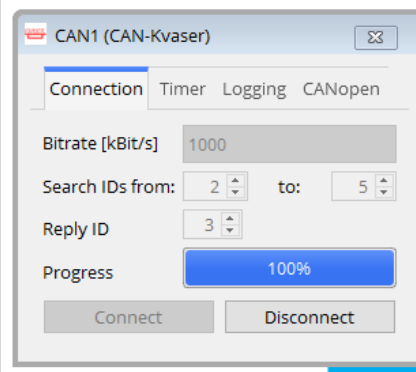 CAN1 (CAN-Kvaser)
Connection Timer Logging CANopen
Bitrate [kBit/s] 1000
Search IDs from: 2 to: 5
Reply ID 3
Progress 100%
Connect Disconnect